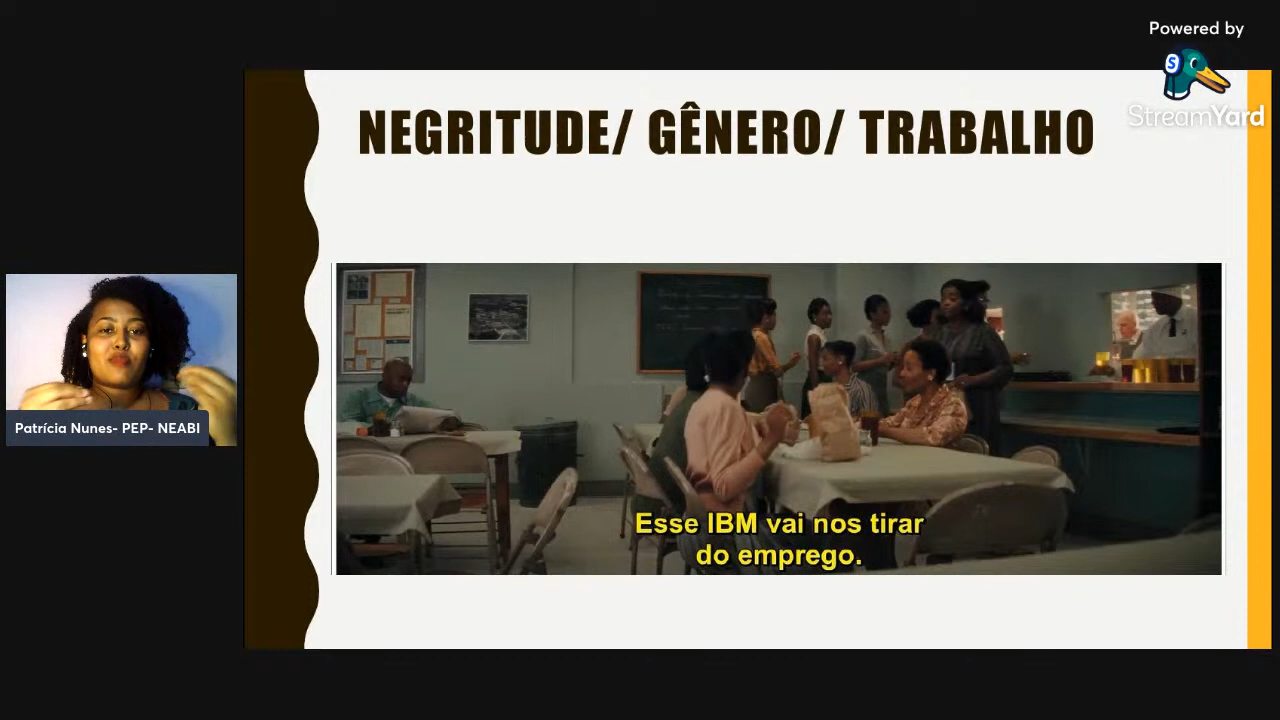 Powered by
StreamYard
NEGRITUDE/ GÊNERO/ TRABALHO
Patrícia Nunes- PEP- NEABI
Esse IBM vai nos tirar
do emprego.